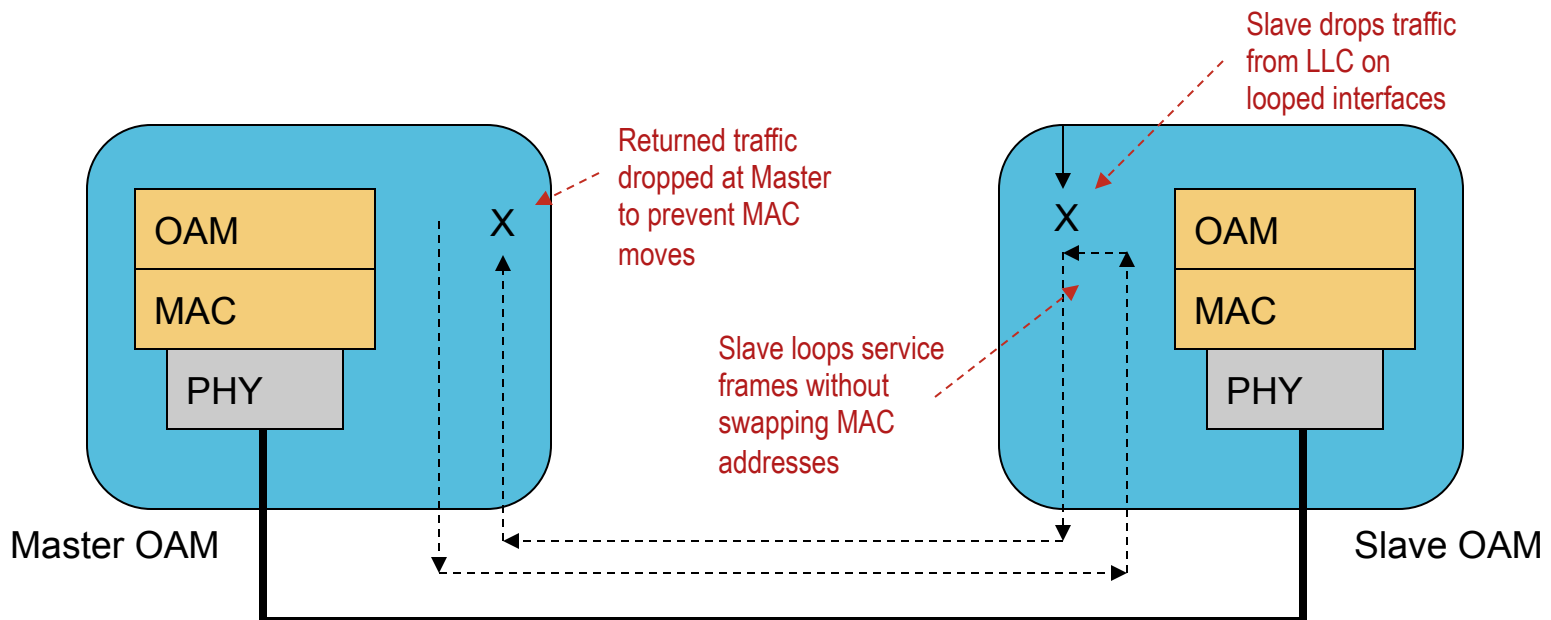 Slave drops traffic
from LLC on
looped interfaces
Returned traffic
dropped at Master
to prevent MAC
moves
X
X
OAM
MAC
PHY
OAM
MAC
PHY
Slave loops service
frames without
swapping MAC
addresses
Master OAM
Slave OAM